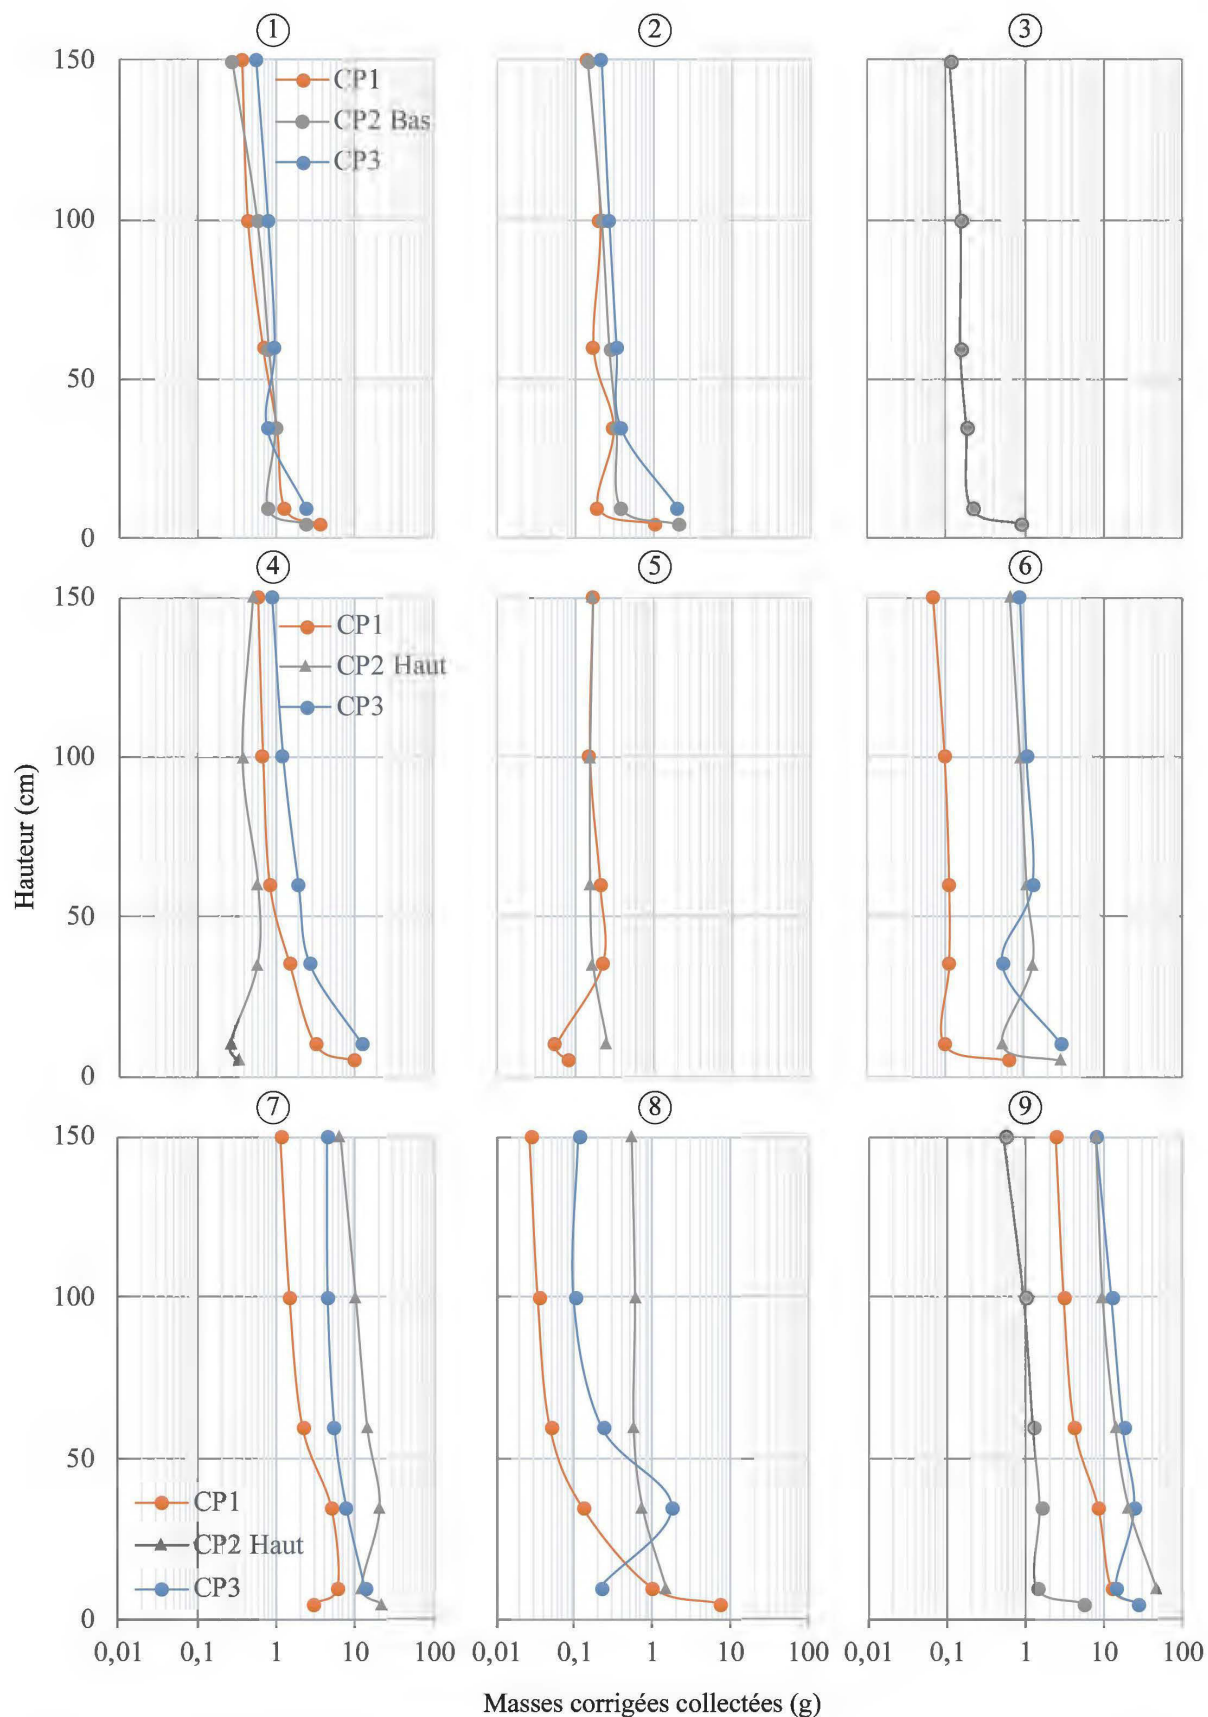 ① ② ③
150
100
50
0
CP1
CP2 Bas
CP3
④ ⑤ ⑥
150
100
50
0
CP1
CP2 Haut
CP3
Hauteur (cm)
⑦ ⑧ ⑨
150
100
50
0
CP1
CP2 Haut
CP3
0,01 0,1 1 10 100 0,01 0,1 1 10 100 0,01 0,1 1 10 100
Masses corrigées collectées (g)